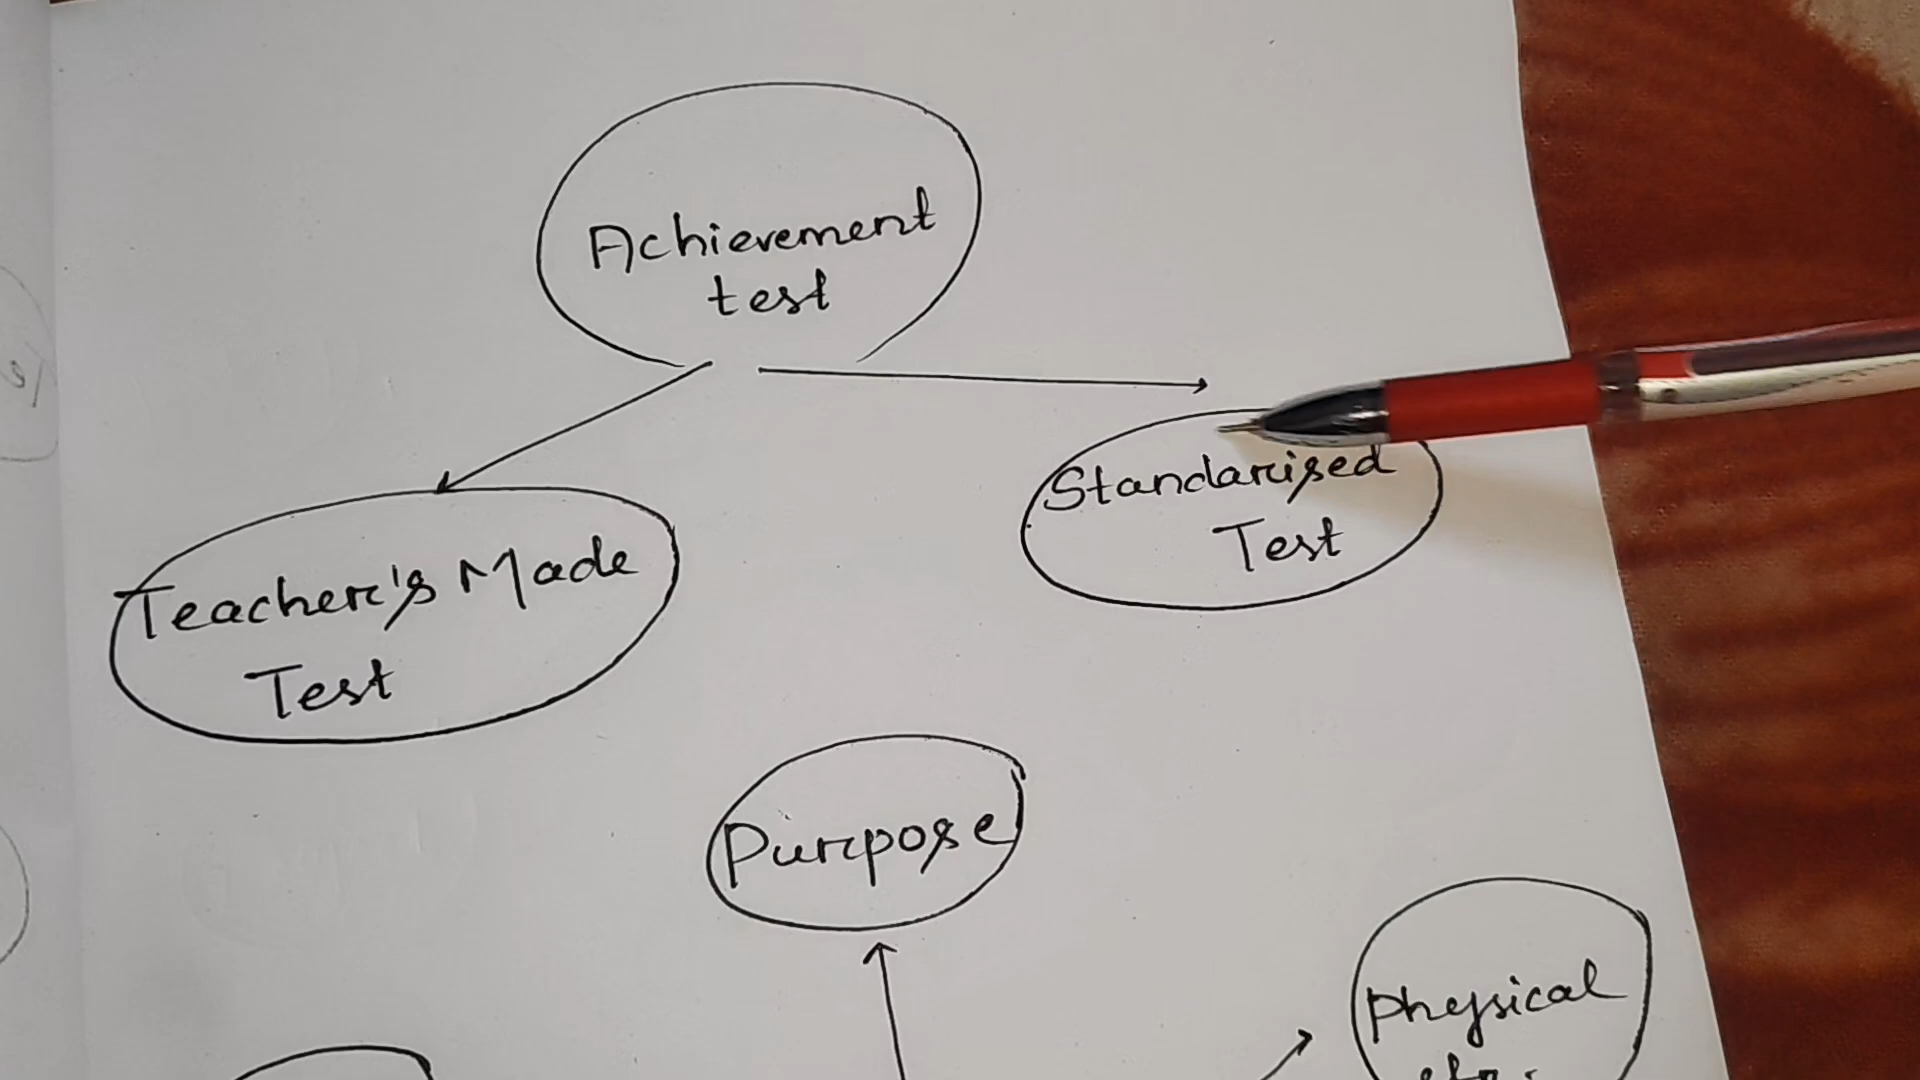 Achievement
test
Standarised
Test
Teacher's Made
Test
Purpose
Physical